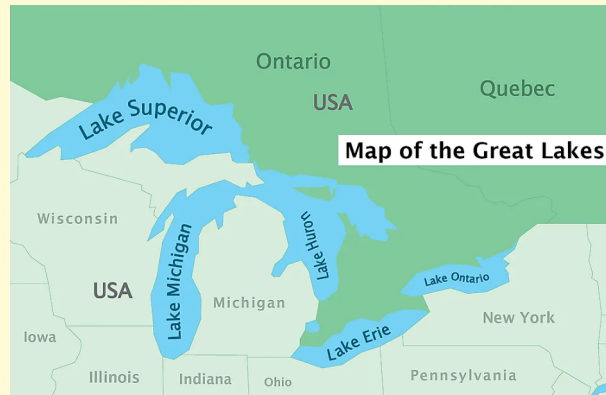 Ontario
USA
Quebec
Lake Superior
Map of the Great Lakes
Wisconsin
Lake Michigan
Lake Huron
USA
Michigan
Lake Ontario
New York
Iowa
Lake Erie
Illinois
Indiana
Ohio
Pennsylvania